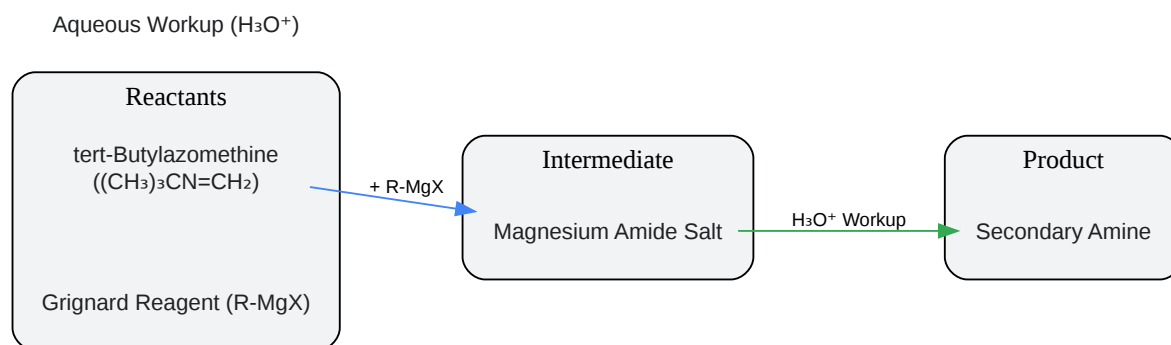 Aqueous Workup (H₃O⁺)
Reactants
tert-Butylazomethine
((CH₃)₃CN=CH₂)
Grignard Reagent (R-MgX)
+ R-MgX
Intermediate
Magnesium Amide Salt
H₃O⁺ Workup
Product
Secondary Amine